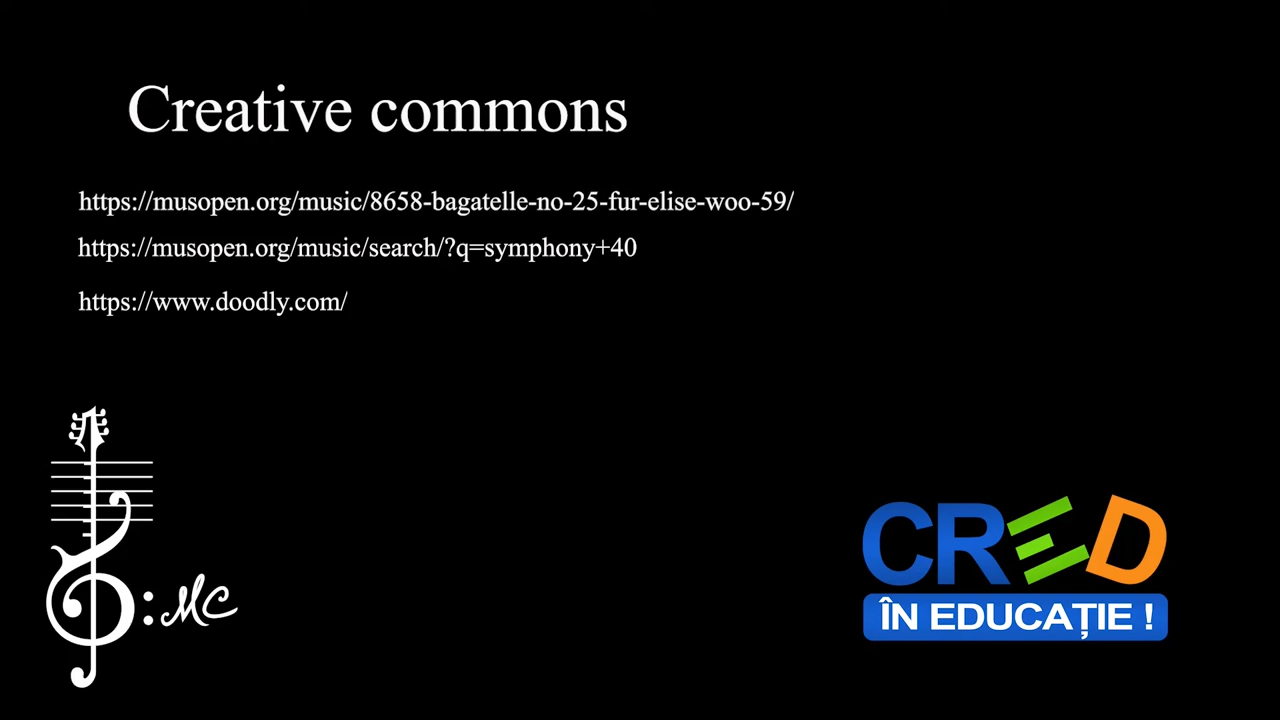 Creative commons
https://musopen.org/music/8658-bagatelle-no-25-fur-elise-woo-59/
https://musopen.org/music/search/?q=symphony+40
https://www.doodly.com/
:MC
CRED
ÎN EDUCAȚIE !